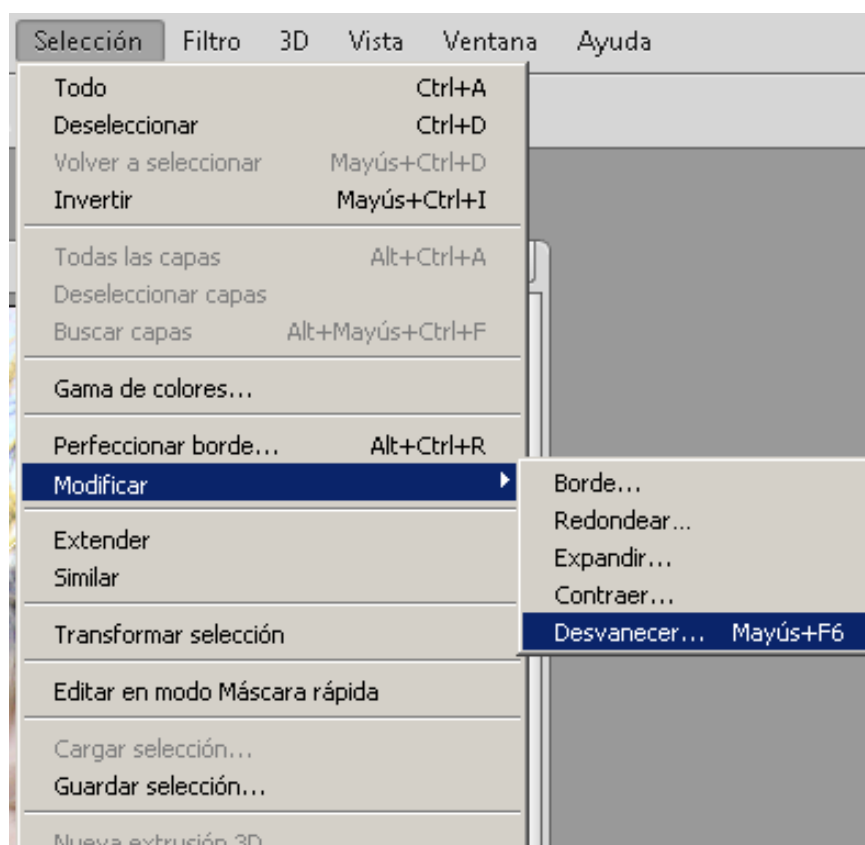 Selección Filtro 3D Vista Ventana Ayuda
Todo Ctrl+A
Deseleccionar Ctrl+D
Volver a seleccionar Mayús+Ctrl+D
Invertir Mayús+Ctrl+I
Todas las capas Alt+Ctrl+A
Deseleccionar capas
Buscar capas Alt+Mayús+Ctrl+F
Gama de colores...
Perfeccionar borde... Alt+Ctrl+R
Modificar
Borde...
Redondear...
Expandir...
Contraer...
Desvanecer... Mayús+F6
Extender
Similar
Transformar selección
Editar en modo Máscara rápida
Cargar selección...
Guardar selección...
Nueva extrusión 3D